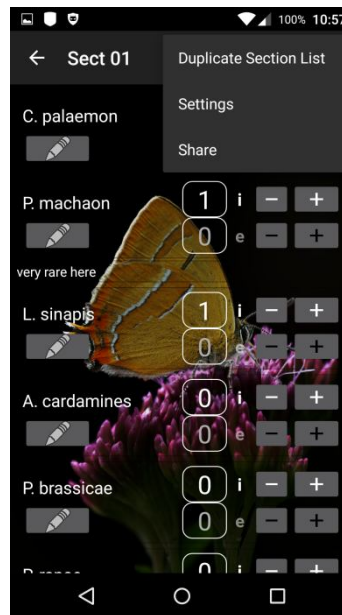 100% 10:57
Sect 01
Duplicate Section List
Settings
Share
C. palaemon
P. machaon 1 i − +
0 e − +
very rare here
L. sinapis 1 i − +
0 e − +
A. cardamines 0 i − +
0 e − +
P. brassicae 0 i − +
0 e − +
0 i − +